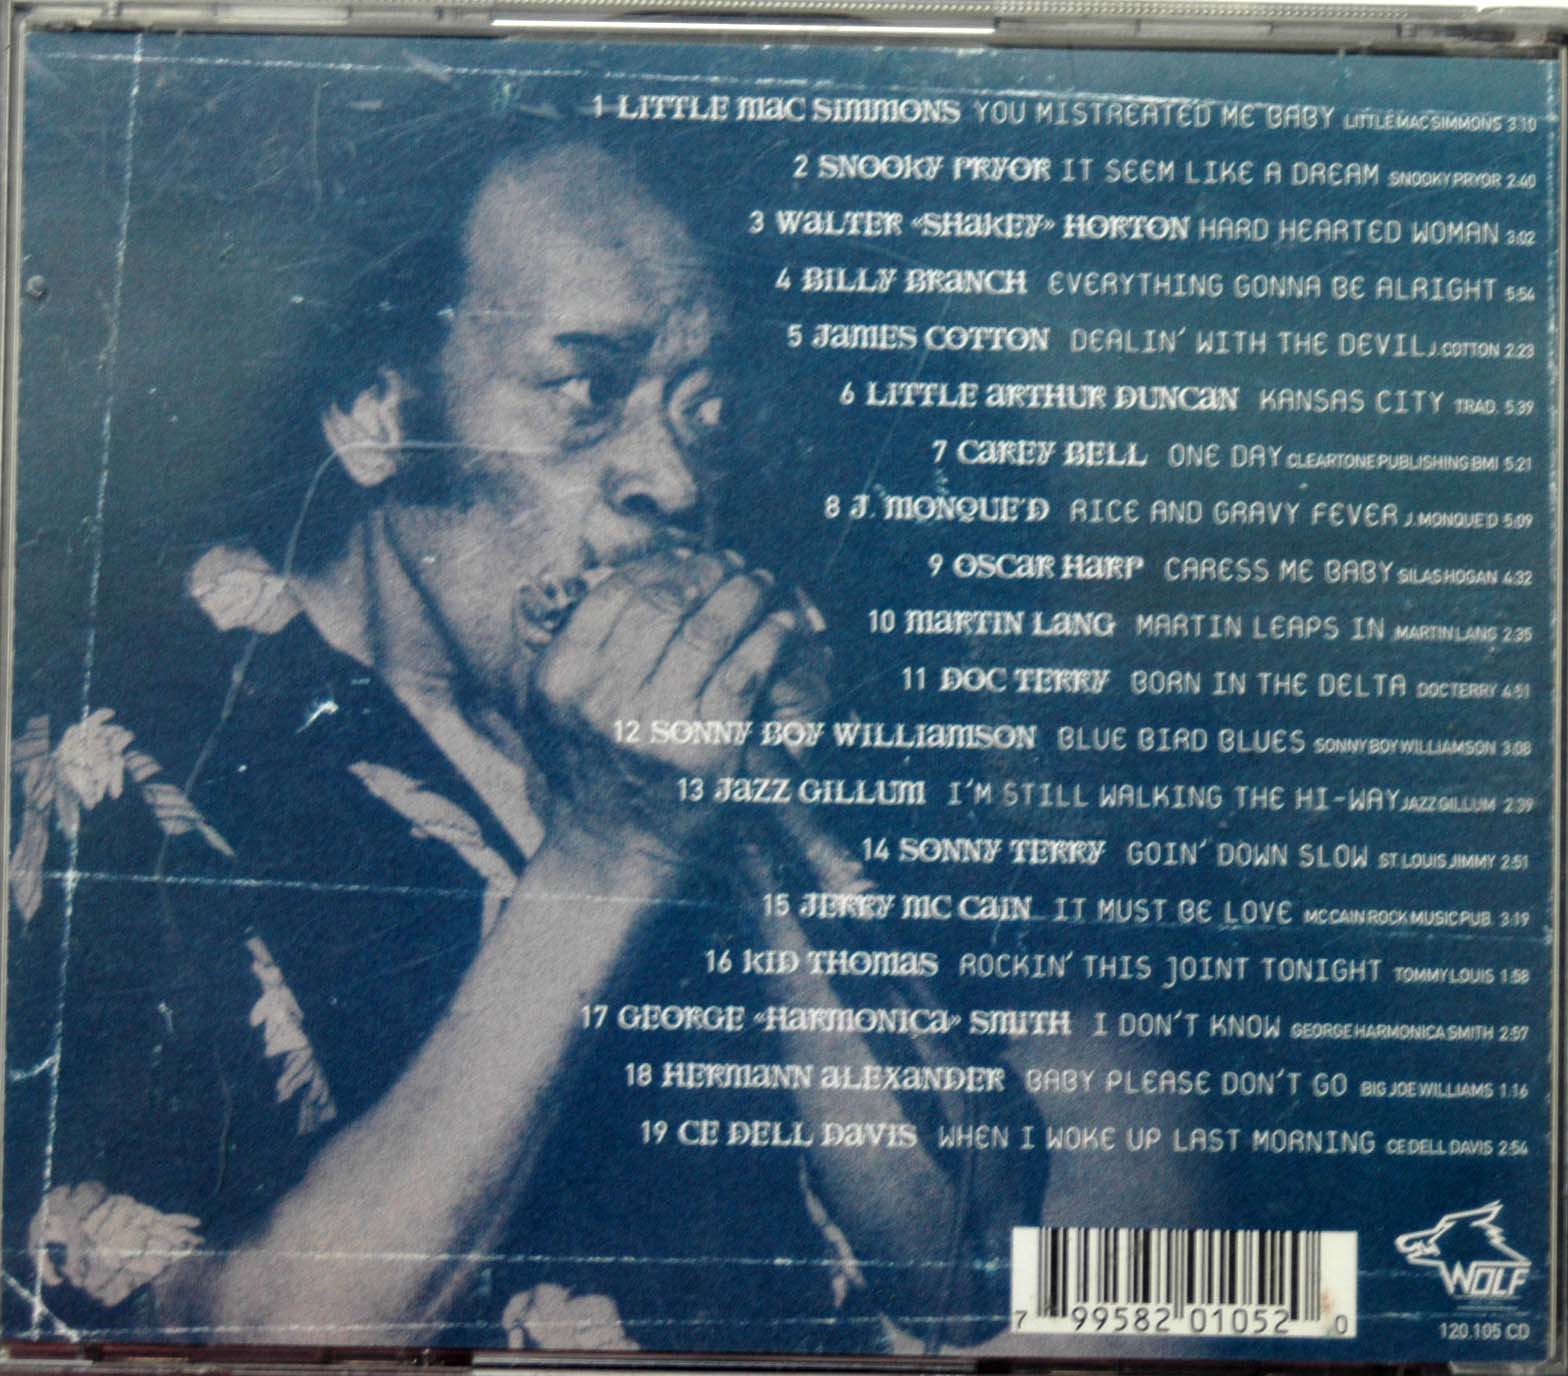 1 LITTLE MAC SIMMONS YOU MISTREATED ME BABY LITTLE MAC SIMMONS 3:10
2 SNOOKY PRYOR IT SEEM LIKE A DREAM SNOOKY PRYOR 2:40
3 WALTER «SHAKEY» HORTON HARD HEARTED WOMAN 3:02
4 BILLY BRANCH EVERYTHING GONNA BE ALRIGHT 5:54
5 JAMES COTTON DEALIN' WITH THE DEVIL J. COTTON 2:23
6 LITTLE ARTHUR DUNCAN KANSAS CITY TRAD. 5:39
7 CAREY BELL ONE DAY CLEARTONE PUBLISHING BMI 5:21
8 J. MONQUE'D RICE AND GRAVY FEVER J. MONQUE'D 5:09
9 OSCAR HARP CARESS ME BABY SILAS HOGAN 4:32
10 MARTIN LANG MARTIN LEAPS IN MARTIN LANG 2:35
11 DOC TERRY BORN IN THE DELTA DOC TERRY 4:51
12 SONNY BOY WILLIAMSON BLUE BIRD BLUES SONNY BOY WILLIAMSON 3:08
13 JAZZ GILLUM I'M STILL WALKING THE HI-WAY JAZZ GILLUM 2:39
14 SONNY TERRY GOIN' DOWN SLOW ST. LOUIS JIMMY 2:51
15 JERRY MC CAIN IT MUST BE LOVE MC CAIN ROCK MUSIC PUB. 3:19
16 KID THOMAS ROCKIN' THIS JOINT TONIGHT TOMMY LOUIS 1:58
17 GEORGE «HARMONICA» SMITH I DON'T KNOW GEORGE HARMONICA SMITH 2:57
18 HERMANN ALEXANDER BABY PLEASE DON'T GO BIG JOE WILLIAMS 1:16
19 CE DELL DAVIS WHEN I WOKE UP LAST MORNING CE DELL DAVIS 2:54
WOLF
7 99582 01052 0
120.105 CD